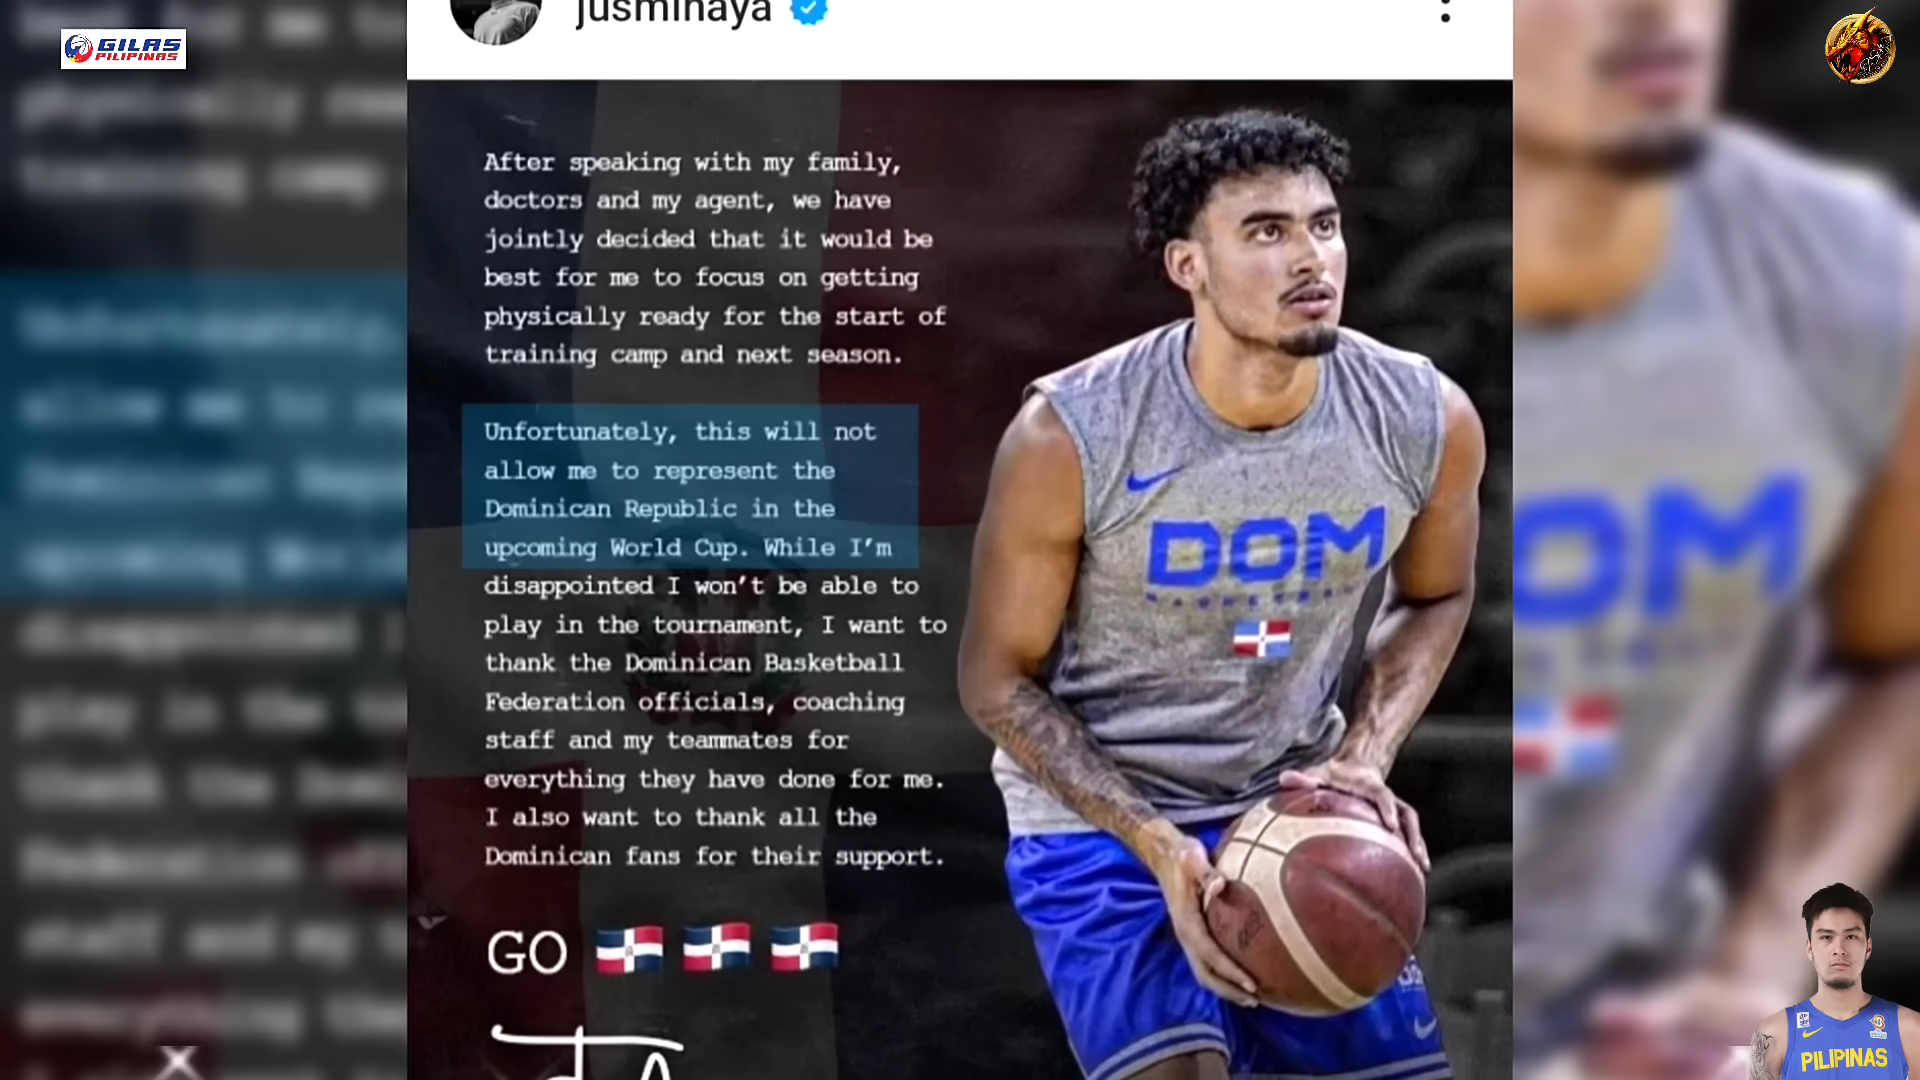 GILAS
PILIPINAS
jusminaya
After speaking with my family,
doctors and my agent, we have
jointly decided that it would be
best for me to focus on getting
physically ready for the start of
training camp and next season.
Unfortunately, this will not
allow me to represent the
Dominican Republic in the
upcoming World Cup. While I'm
disappointed I won't be able to
play in the tournament, I want to
thank the Dominican Basketball
Federation officials, coaching
staff and my teammates for
everything they have done for me.
I also want to thank all the
Dominican fans for their support.
GO
DOM
PILIPINAS